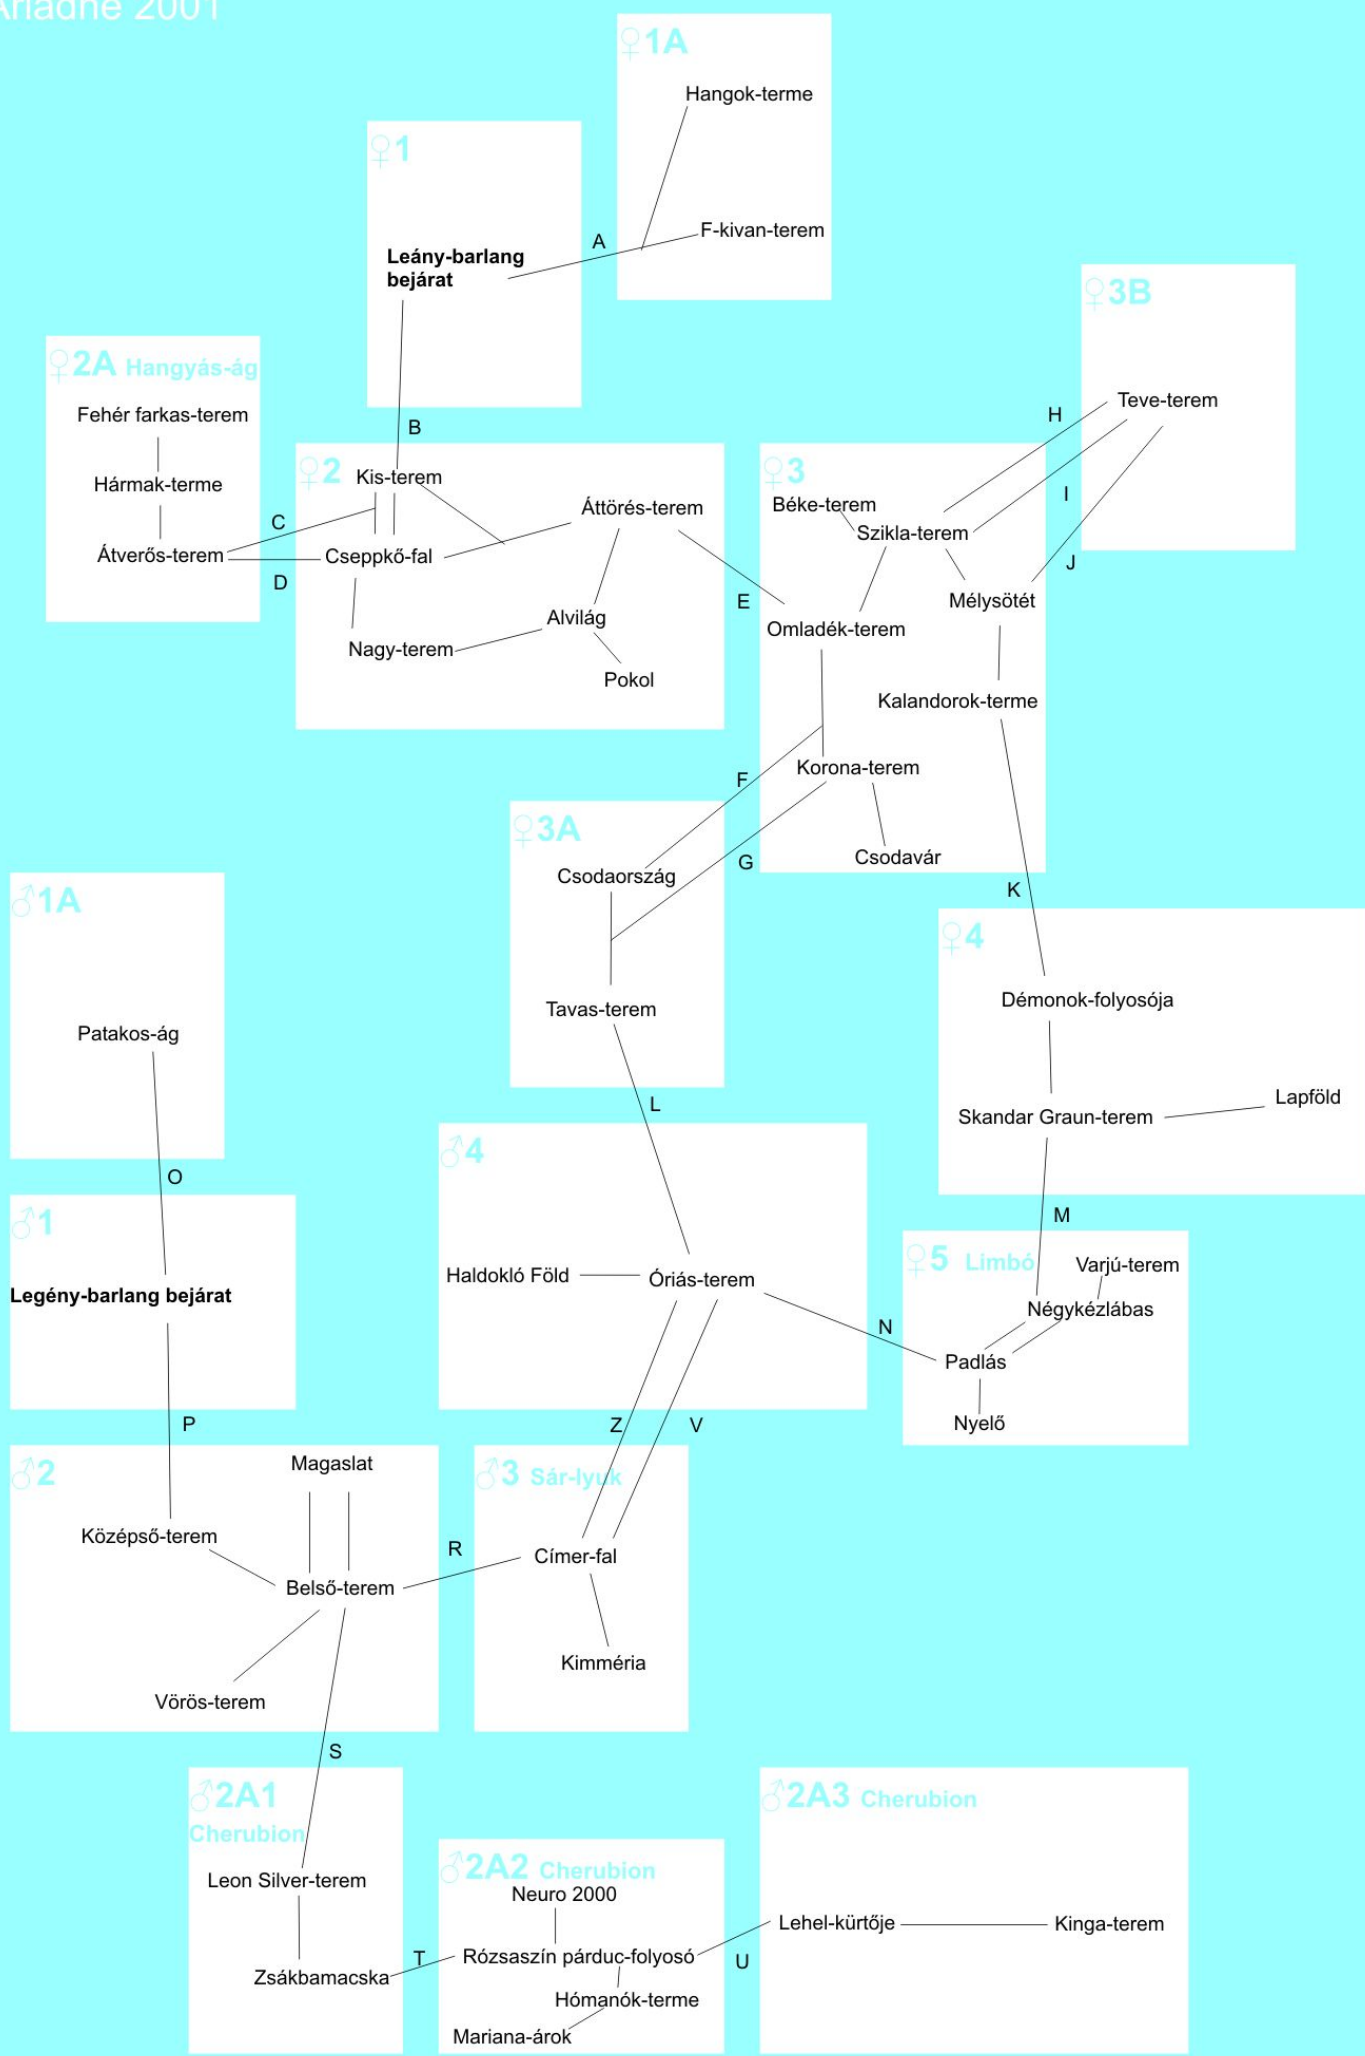 Ariadne 2001
♀1A
Hangok-terme
F-kivan-terem
♀1
Leány-barlang
bejárat
A
B
♀3B
Teve-terem
H
I
J
♀2A Hangyás-ág
Fehér farkas-terem
Hármak-terme
Átverős-terem
C
D
♀2
Kis-terem
Áttörés-terem
Cseppkő-fal
Alvilág
Nagy-terem
Pokol
E
♀3
Béke-terem
Szikla-terem
Mélysötét
Omladék-terem
Kalandorok-terme
Korona-terem
Csodavár
F
G
K
♀3A
Csodaország
Tavas-terem
L
♂1A
Patakos-ág
O
♀4
Démonok-folyosója
Skandar Graun-terem
Lapföld
M
♂4
Haldokló Föld
Óriás-terem
N
♂1
Legény-barlang bejárat
P
♀5 Limbó
Varjú-terem
Négykézlábas
Padlás
Nyelő
Z
V
♂2
Magaslat
Középső-terem
Belső-terem
Vörös-terem
R
♂3 Sár-lyuk
Címer-fal
Kimméria
S
♂2A1
Cherubion
Leon Silver-terem
Zsákbamacska
T
♂2A2 Cherubion
Neuro 2000
Rózsaszín párduc-folyosó
Hómanók-terme
Mariana-árok
U
♂2A3 Cherubion
Lehel-kürtője
Kinga-terem